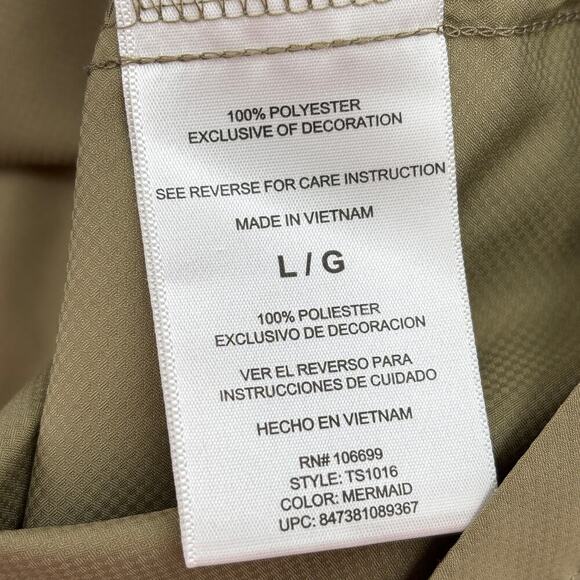 100% POLYESTER
EXCLUSIVE OF DECORATION
SEE REVERSE FOR CARE INSTRUCTION
MADE IN VIETNAM
L / G
100% POLIESTER
EXCLUSIVO DE DECORACION
VER EL REVERSO PARA
INSTRUCCIONES DE CUIDADO
HECHO EN VIETNAM
RN# 106699
STYLE: TS1016
COLOR: MERMAID
UPC: 847381089367